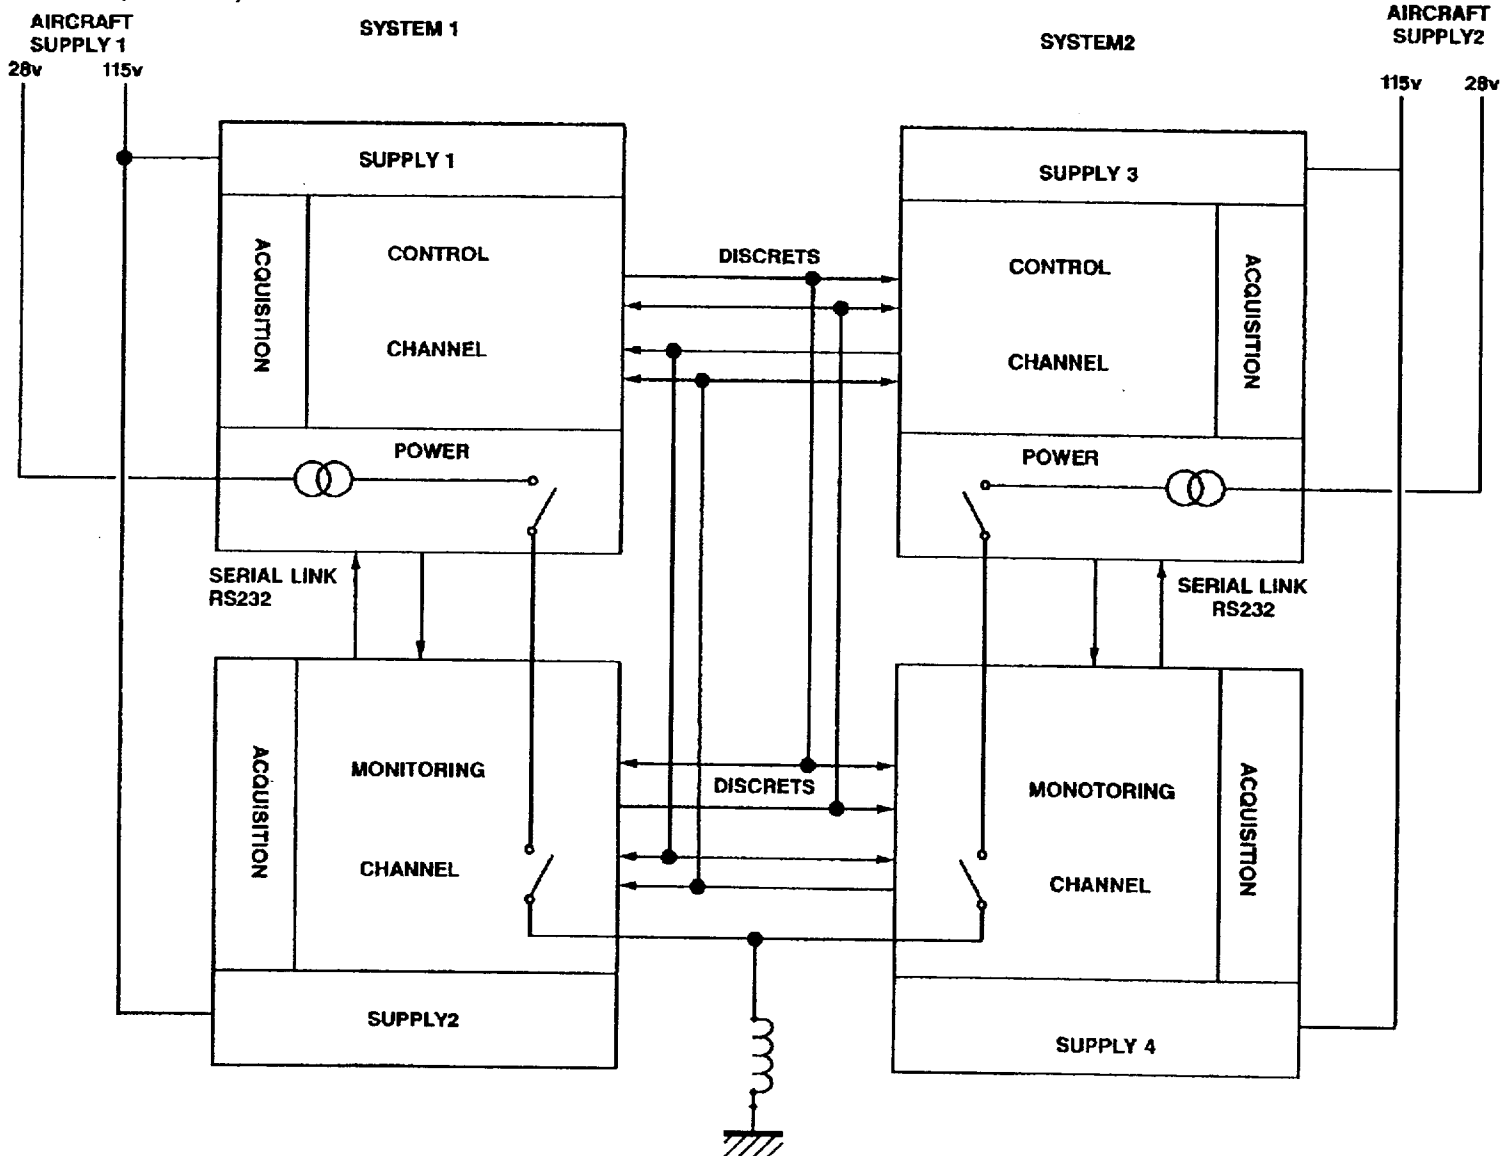 AIRCRAFT
SUPPLY 1
28v 115v
SYSTEM 1
SYSTEM2
AIRCRAFT
SUPPLY2
115v 28v
SUPPLY 1
ACQUISITION
CONTROL
CHANNEL
POWER
DISCRETS
SUPPLY 3
CONTROL
CHANNEL
ACQUISITION
POWER
SERIAL LINK
RS232
SERIAL LINK
RS232
ACQUISITION
MONITORING
CHANNEL
SUPPLY2
DISCRETS
MONOTORING
CHANNEL
ACQUISITION
SUPPLY 4